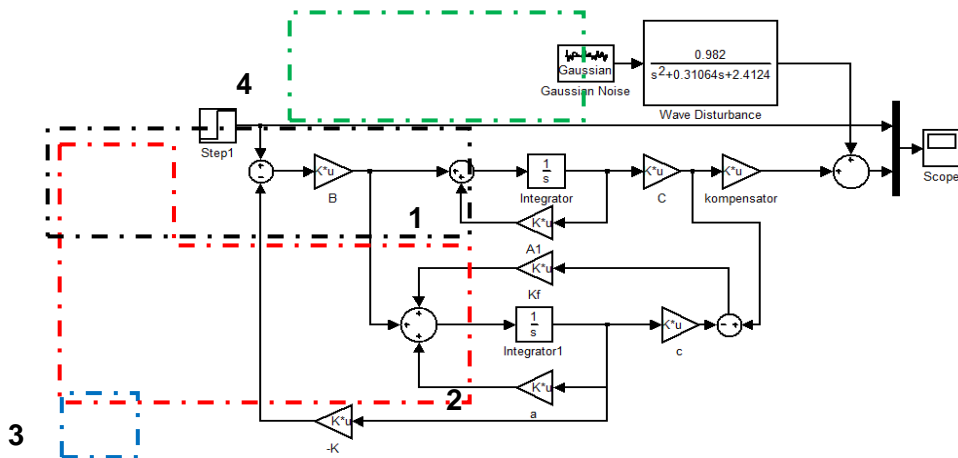 0.982
s²+0.31064s+2.4124
Gaussian
Gaussian Noise
Wave Disturbance
4
Step1
Scope
K*u
B
1
s
Integrator
K*u
C
K*u
kompensator
1
K*u
A1
K*u
Kf
1
s
Integrator1
K*u
c
K*u
a
2
K*u
-K
3